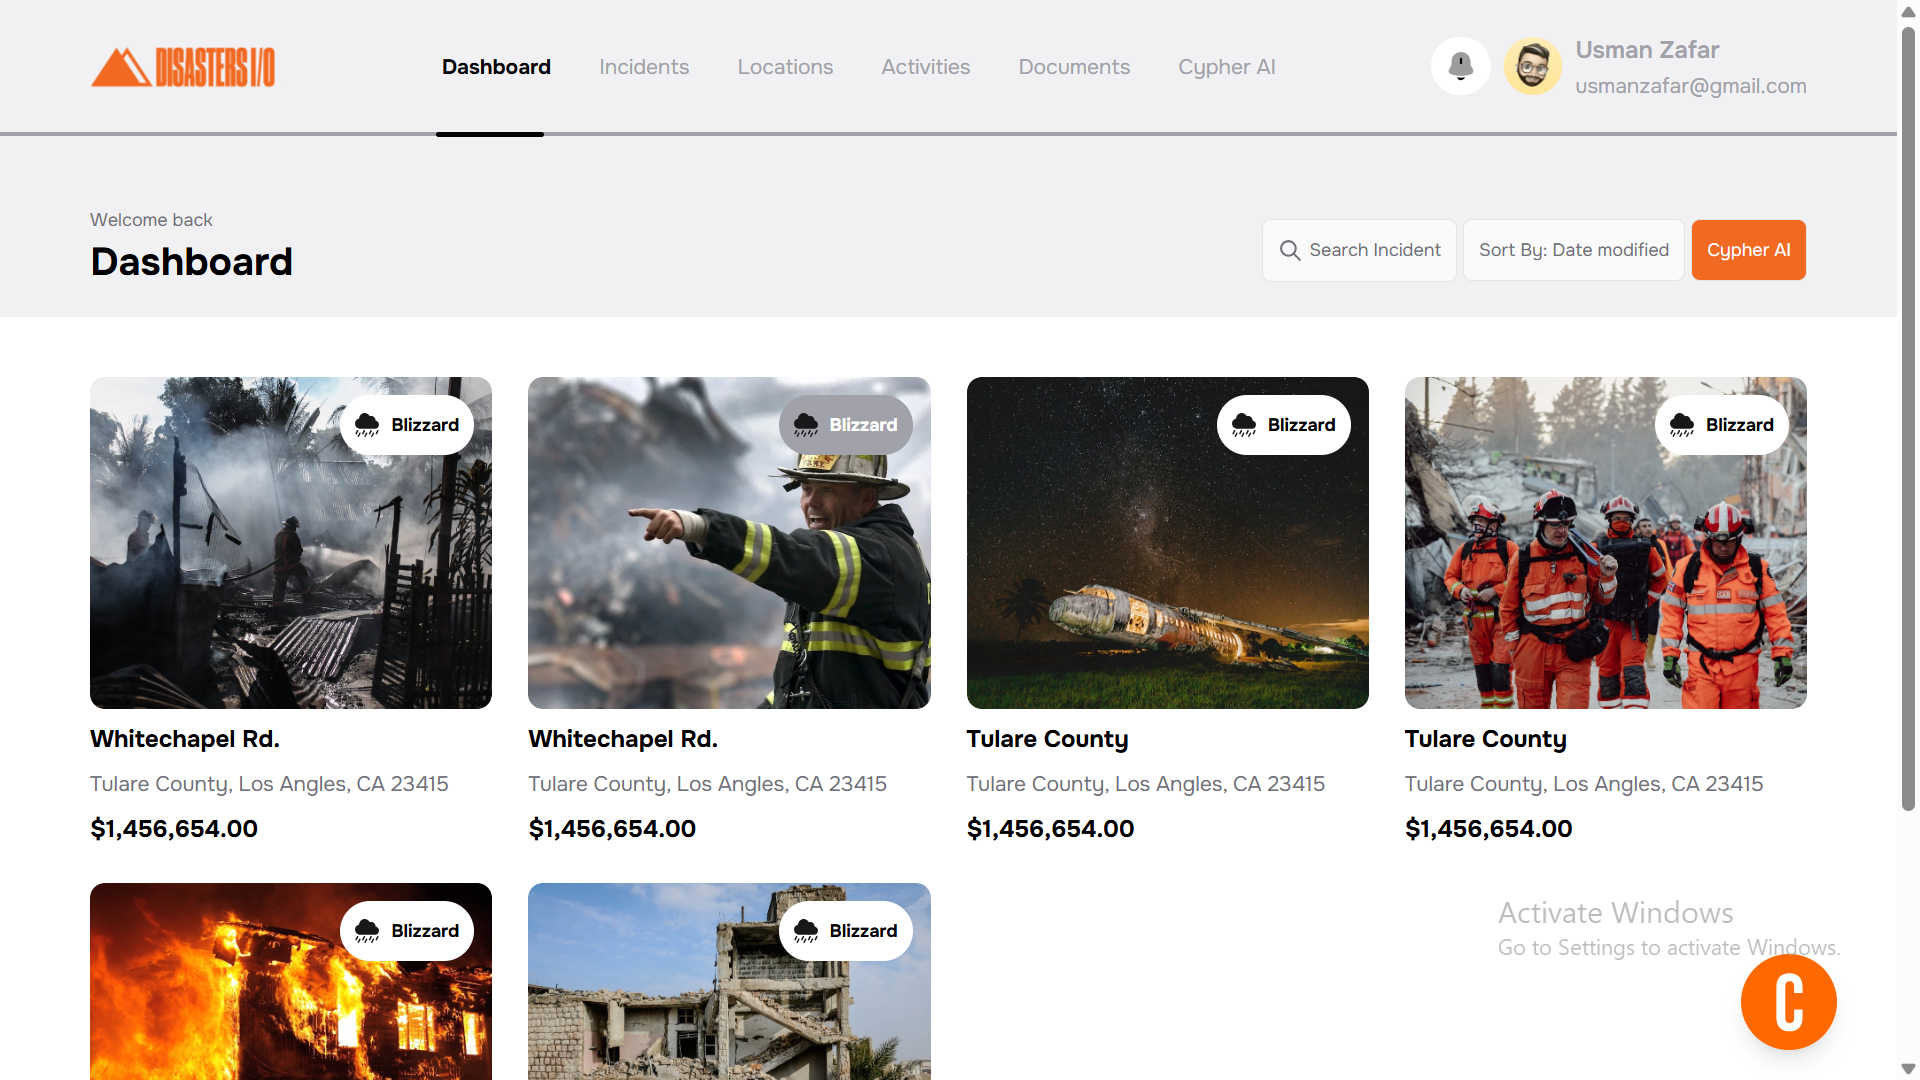 DISASTERS I/O
Dashboard
Incidents
Locations
Activities
Documents
Cypher AI
Usman Zafar
usmanzafar@gmail.com
Welcome back
Dashboard
Search Incident
Sort By: Date modified
Cypher AI
Blizzard
Blizzard
Blizzard
Blizzard
Whitechapel Rd.
Whitechapel Rd.
Tulare County
Tulare County
Tulare County, Los Angles, CA 23415
Tulare County, Los Angles, CA 23415
Tulare County, Los Angles, CA 23415
Tulare County, Los Angles, CA 23415
$1,456,654.00
$1,456,654.00
$1,456,654.00
$1,456,654.00
Blizzard
Blizzard
Activate Windows
Go to Settings to activate Windows.
C